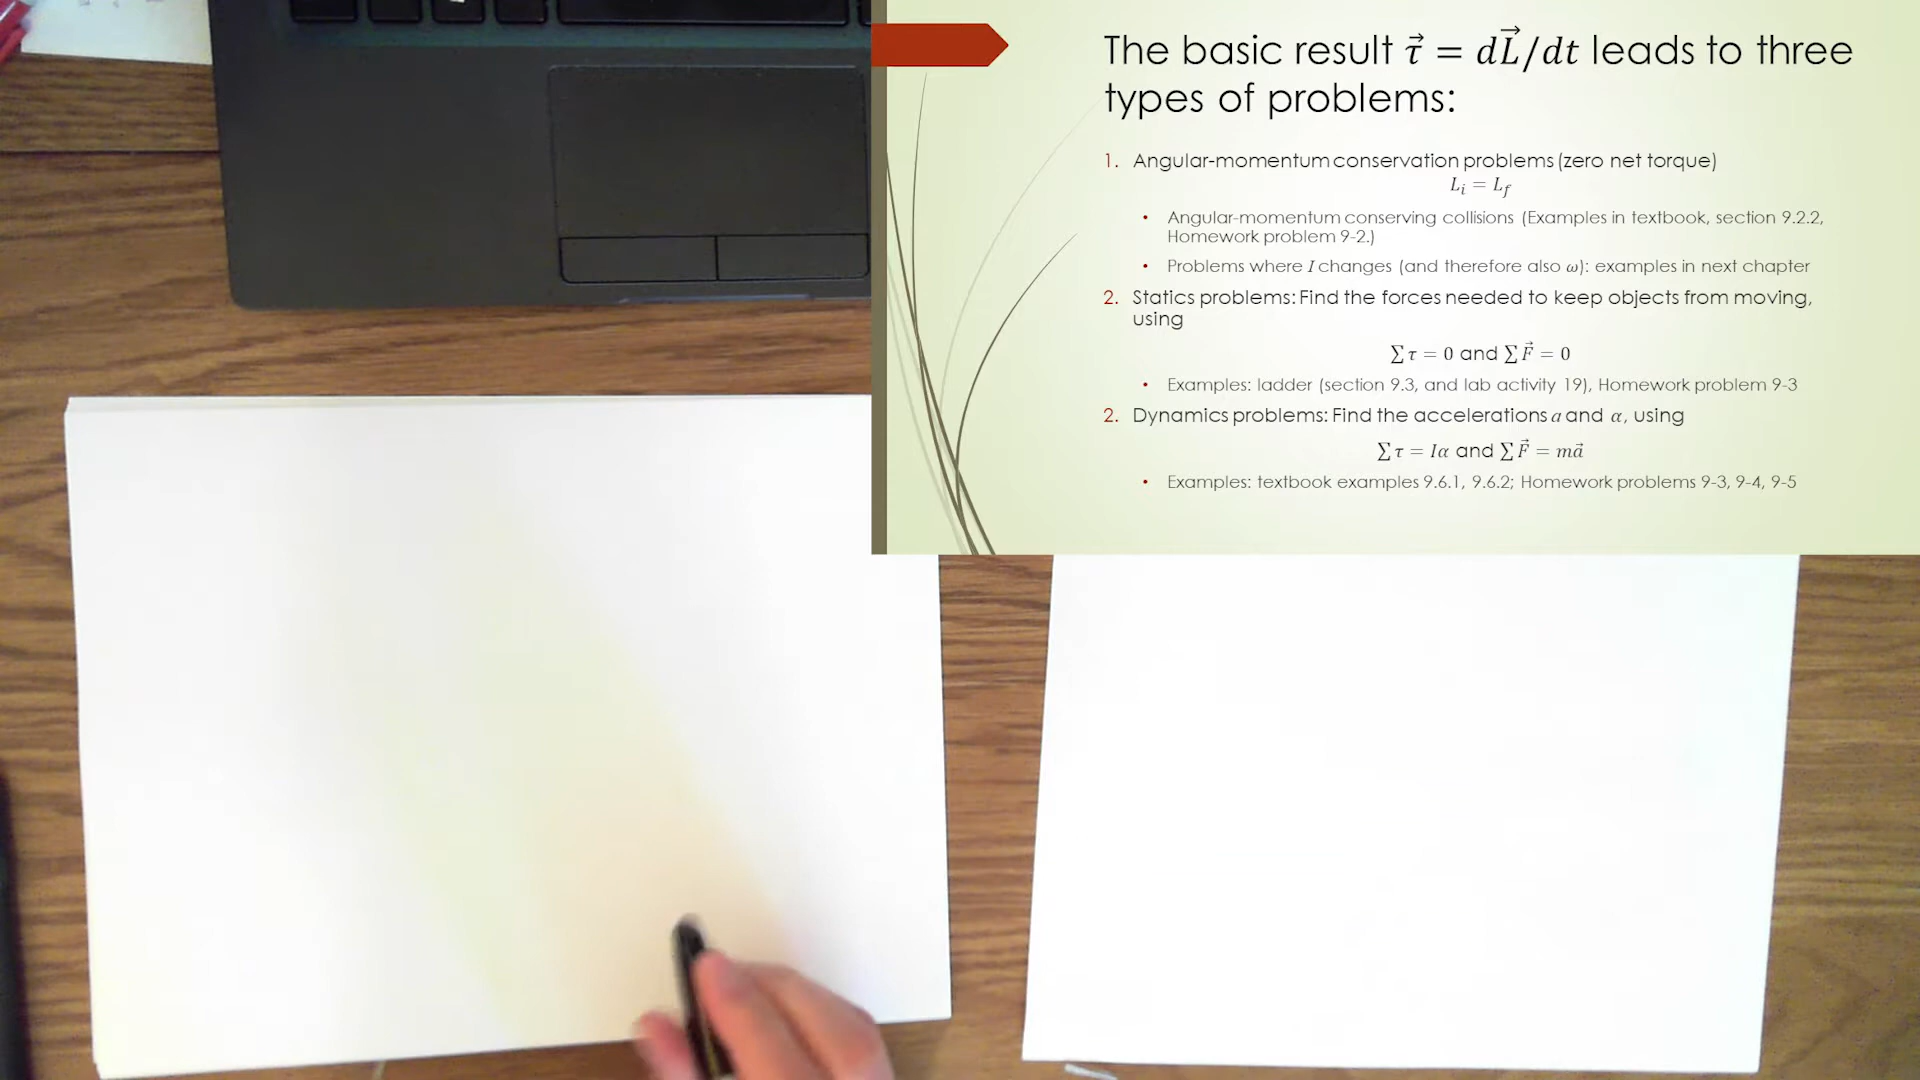 The basic result τ⃗ = dL⃗/dt leads to three
types of problems:
1. Angular-momentum conservation problems (zero net torque)
Lᵢ = L_f
• Angular-momentum conserving collisions (Examples in textbook, section 9.2.2,
Homework problem 9-2.)
• Problems where I changes (and therefore also ω): examples in next chapter
2. Statics problems: Find the forces needed to keep objects from moving,
using
∑τ = 0 and ∑F⃗ = 0
• Examples: ladder (section 9.3, and lab activity 19), Homework problem 9-3
2. Dynamics problems: Find the accelerations a and α, using
∑τ = Iα and ∑F⃗ = ma⃗
• Examples: textbook examples 9.6.1, 9.6.2; Homework problems 9-3, 9-4, 9-5